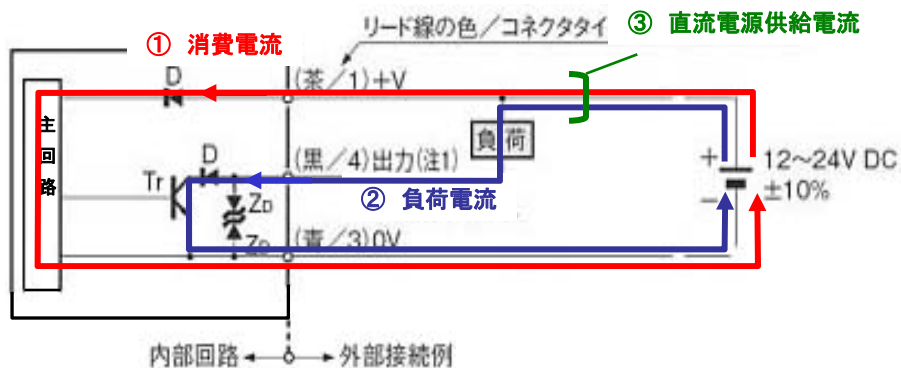 リード線の色／コネクタタイ
③ 直流電源供給電流
① 消費電流
D
(茶／1)+V
主回路
負荷
D
(黒／4)出力(注1)
Tr
ZD
② 負荷電流
+
12～24V DC
−
±10%
ZD
(青／3)0V
内部回路
外部接続例